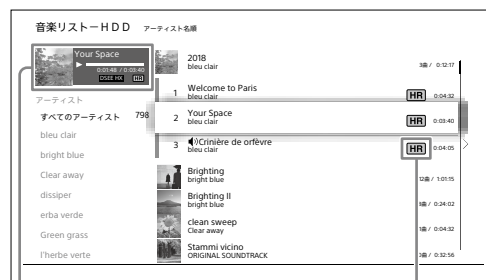 音楽リストーHDD アーティスト名順
Your Space
0:01:48 / 0:03:40
DSEE HX HR
アーティスト
すべてのアーティスト 798
bleu clair
bright blue
Clear away
dissiper
erba verde
Green grass
l'herbe verte
2018
bleu clair
3曲 / 0:12:17
1 Welcome to Paris
bleu clair
HR 0:04:32
2 Your Space
bleu clair
HR 0:03:40
3 Crinière de orfèvre
bleu clair
HR 0:04:05
Brighting
bright blue
12曲 / 1:01:15
Brighting II
bright blue
1曲 / 0:24:02
clean sweep
Clear away
1曲 / 0:04:32
Stammi vicino
ORIGINAL SOUNDTRACK
3曲 / 0:32:56